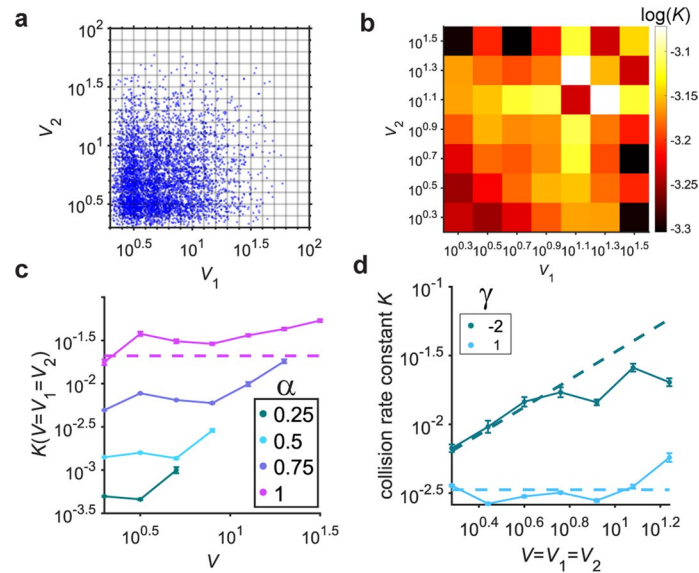 a
10^2
10^1.5
10^1
10^0.5
V_2
10^0.5
10^1
10^1.5
10^2
V_1
b
log(K)
10^1.5
10^1.3
10^1.1
10^0.9
10^0.7
10^0.5
10^0.3
V_2
10^0.3 10^0.5 10^0.7 10^0.9 10^1.1 10^1.3 10^1.5
V_1
-3.1
-3.15
-3.2
-3.25
-3.3
c
10^-1.5
10^-2
10^-2.5
10^-3
10^-3.5
K(V=V_1=V_2)
α
0.25
0.5
0.75
1
10^0.5
10^1
10^1.5
V
d
γ
-2
1
10^-1
10^-1.5
10^-2
10^-2.5
collision rate constant K
10^0.4 10^0.6 10^0.8 10^1 10^1.2
V=V_1=V_2